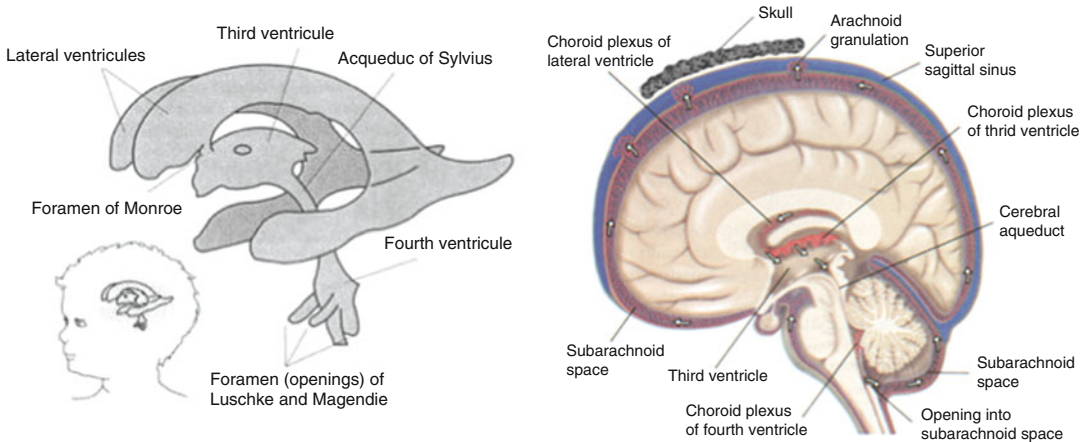 Lateral ventricules
Third ventricule
Acqueduc of Sylvius
Foramen of Monroe
Fourth ventricule
Foramen (openings) of
Luschke and Magendie
Skull
Choroid plexus of
lateral ventricle
Arachnoid
granulation
Superior
sagittal sinus
Choroid plexus
of thrid ventricle
Cerebral
aqueduct
Subarachnoid
space
Third ventricle
Choroid plexus
of fourth ventricle
Subarachnoid
space
Opening into
subarachnoid space